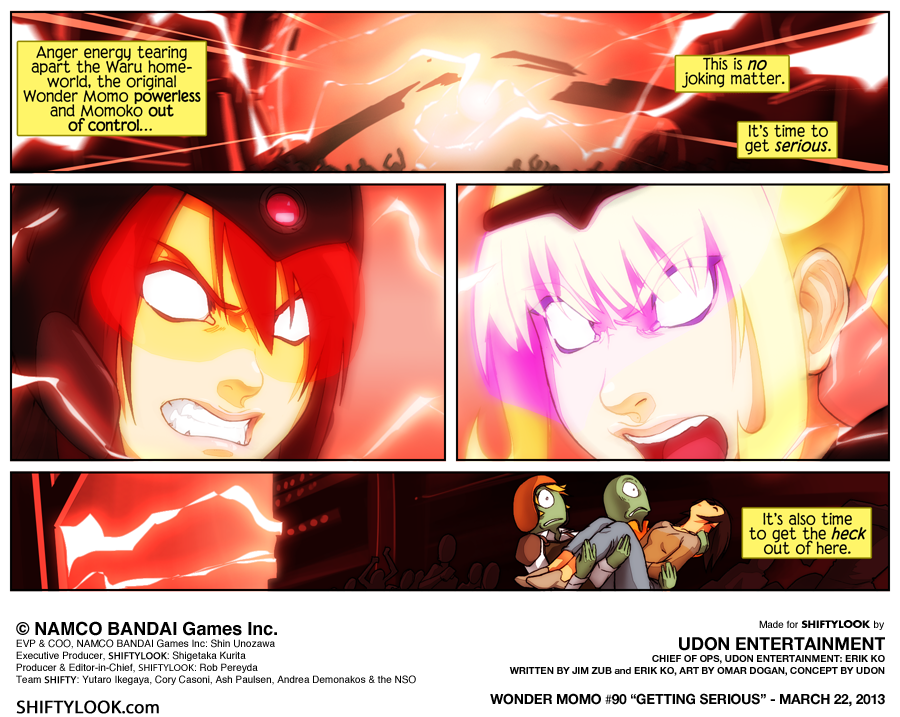 Anger energy tearing
apart the Waru home-
world, the original
Wonder Momo powerless
and Momoko out
of control...
This is no
joking matter.
It's time to
get serious.
It's also time
to get the heck
out of here.
© NAMCO BANDAI Games Inc.
EVP & COO, NAMCO BANDAI Games Inc: Shin Unozawa
Executive Producer, SHIFTYLOOK: Shigetaka Kurita
Producer & Editor-in-Chief, SHIFTYLOOK: Rob Pereyda
Team SHIFTY: Yutaro Ikegaya, Cory Casoni, Ash Paulsen, Andrea Demonakos & the NSO
SHIFTYLOOK.com
Made for SHIFTYLOOK by
UDON ENTERTAINMENT
CHIEF OF OPS, UDON ENTERTAINMENT: ERIK KO
WRITTEN BY JIM ZUB and ERIK KO, ART BY OMAR DOGAN, CONCEPT BY UDON
WONDER MOMO #90 “GETTING SERIOUS” - MARCH 22, 2013